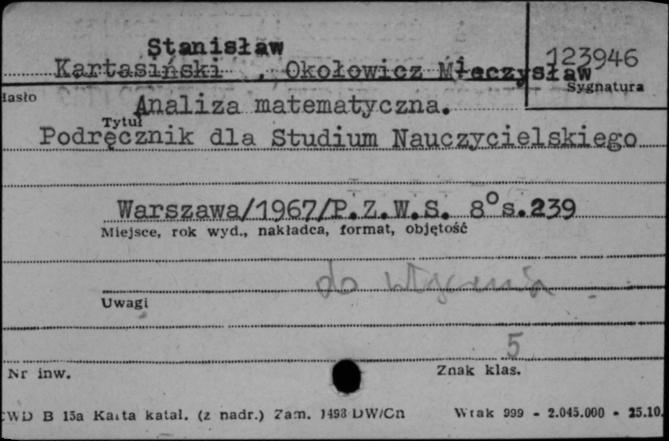 Stanisław
Kartasiński , Okołowicz Mieczysław
123946
Sygnatura
Hasło
Analiza matematyczna.
Tytuł
Podręcznik dla Studium Nauczycielskiego
Warszawa/1967/P.Z.W.S. 8° s.239
Miejsce, rok wyd., nakładca, format, objętość
do włączenia
Uwagi
5
Nr inw.
Znak klas.
CWD B 15a Karta katal. (z nadr.) Zam. 1498 DW/Cn Wrak 999 - 2.045.000 - 25.10.